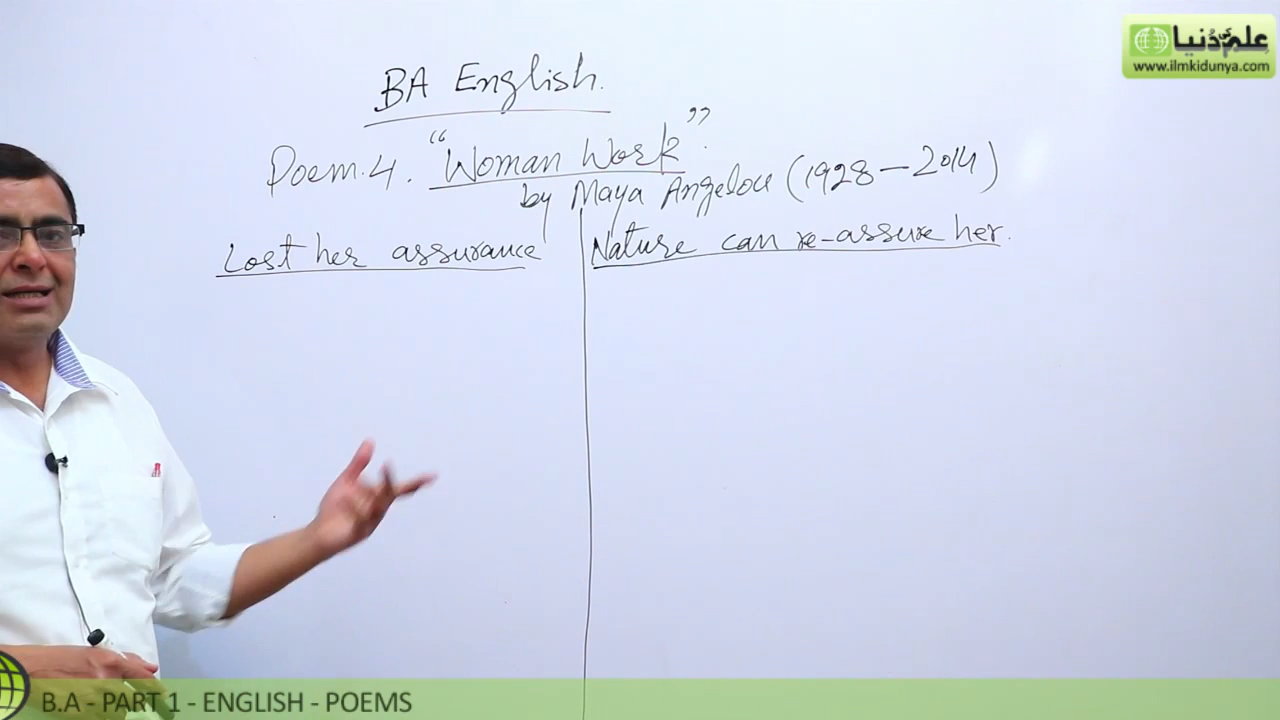 علم کی دُنیا
www.ilmkidunya.com
BA English.
Poem.4. "Woman Work".
by Maya Angelou (1928-2014)
Lost her assurance
Nature can re-assure her.
B.A - PART 1 - ENGLISH - POEMS